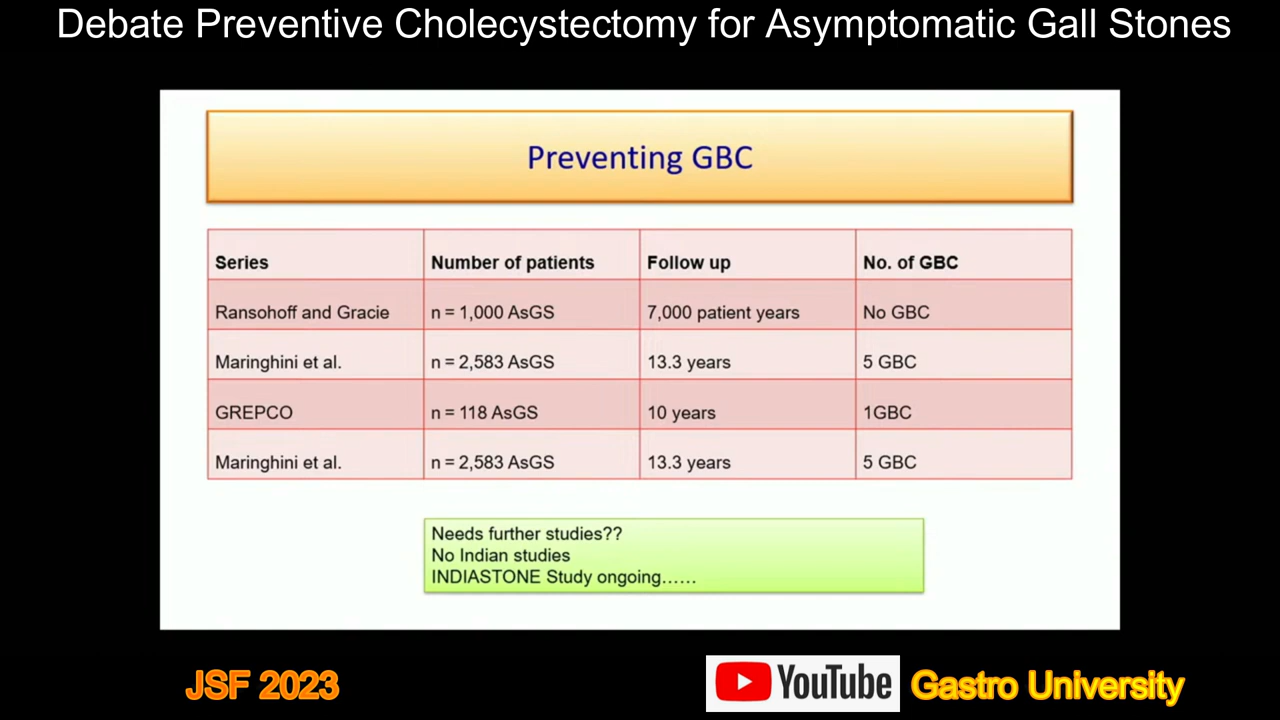 Debate Preventive Cholecystectomy for Asymptomatic Gall Stones
Preventing GBC
Series Number of patients Follow up No. of GBC
Ransohoff and Gracie n = 1,000 AsGS 7,000 patient years No GBC
Maringhini et al. n = 2,583 AsGS 13.3 years 5 GBC
GREPCO n = 118 AsGS 10 years 1GBC
Maringhini et al. n = 2,583 AsGS 13.3 years 5 GBC
Needs further studies??
No Indian studies
INDIASTONE Study ongoing……
JSF 2023 YouTube Gastro University